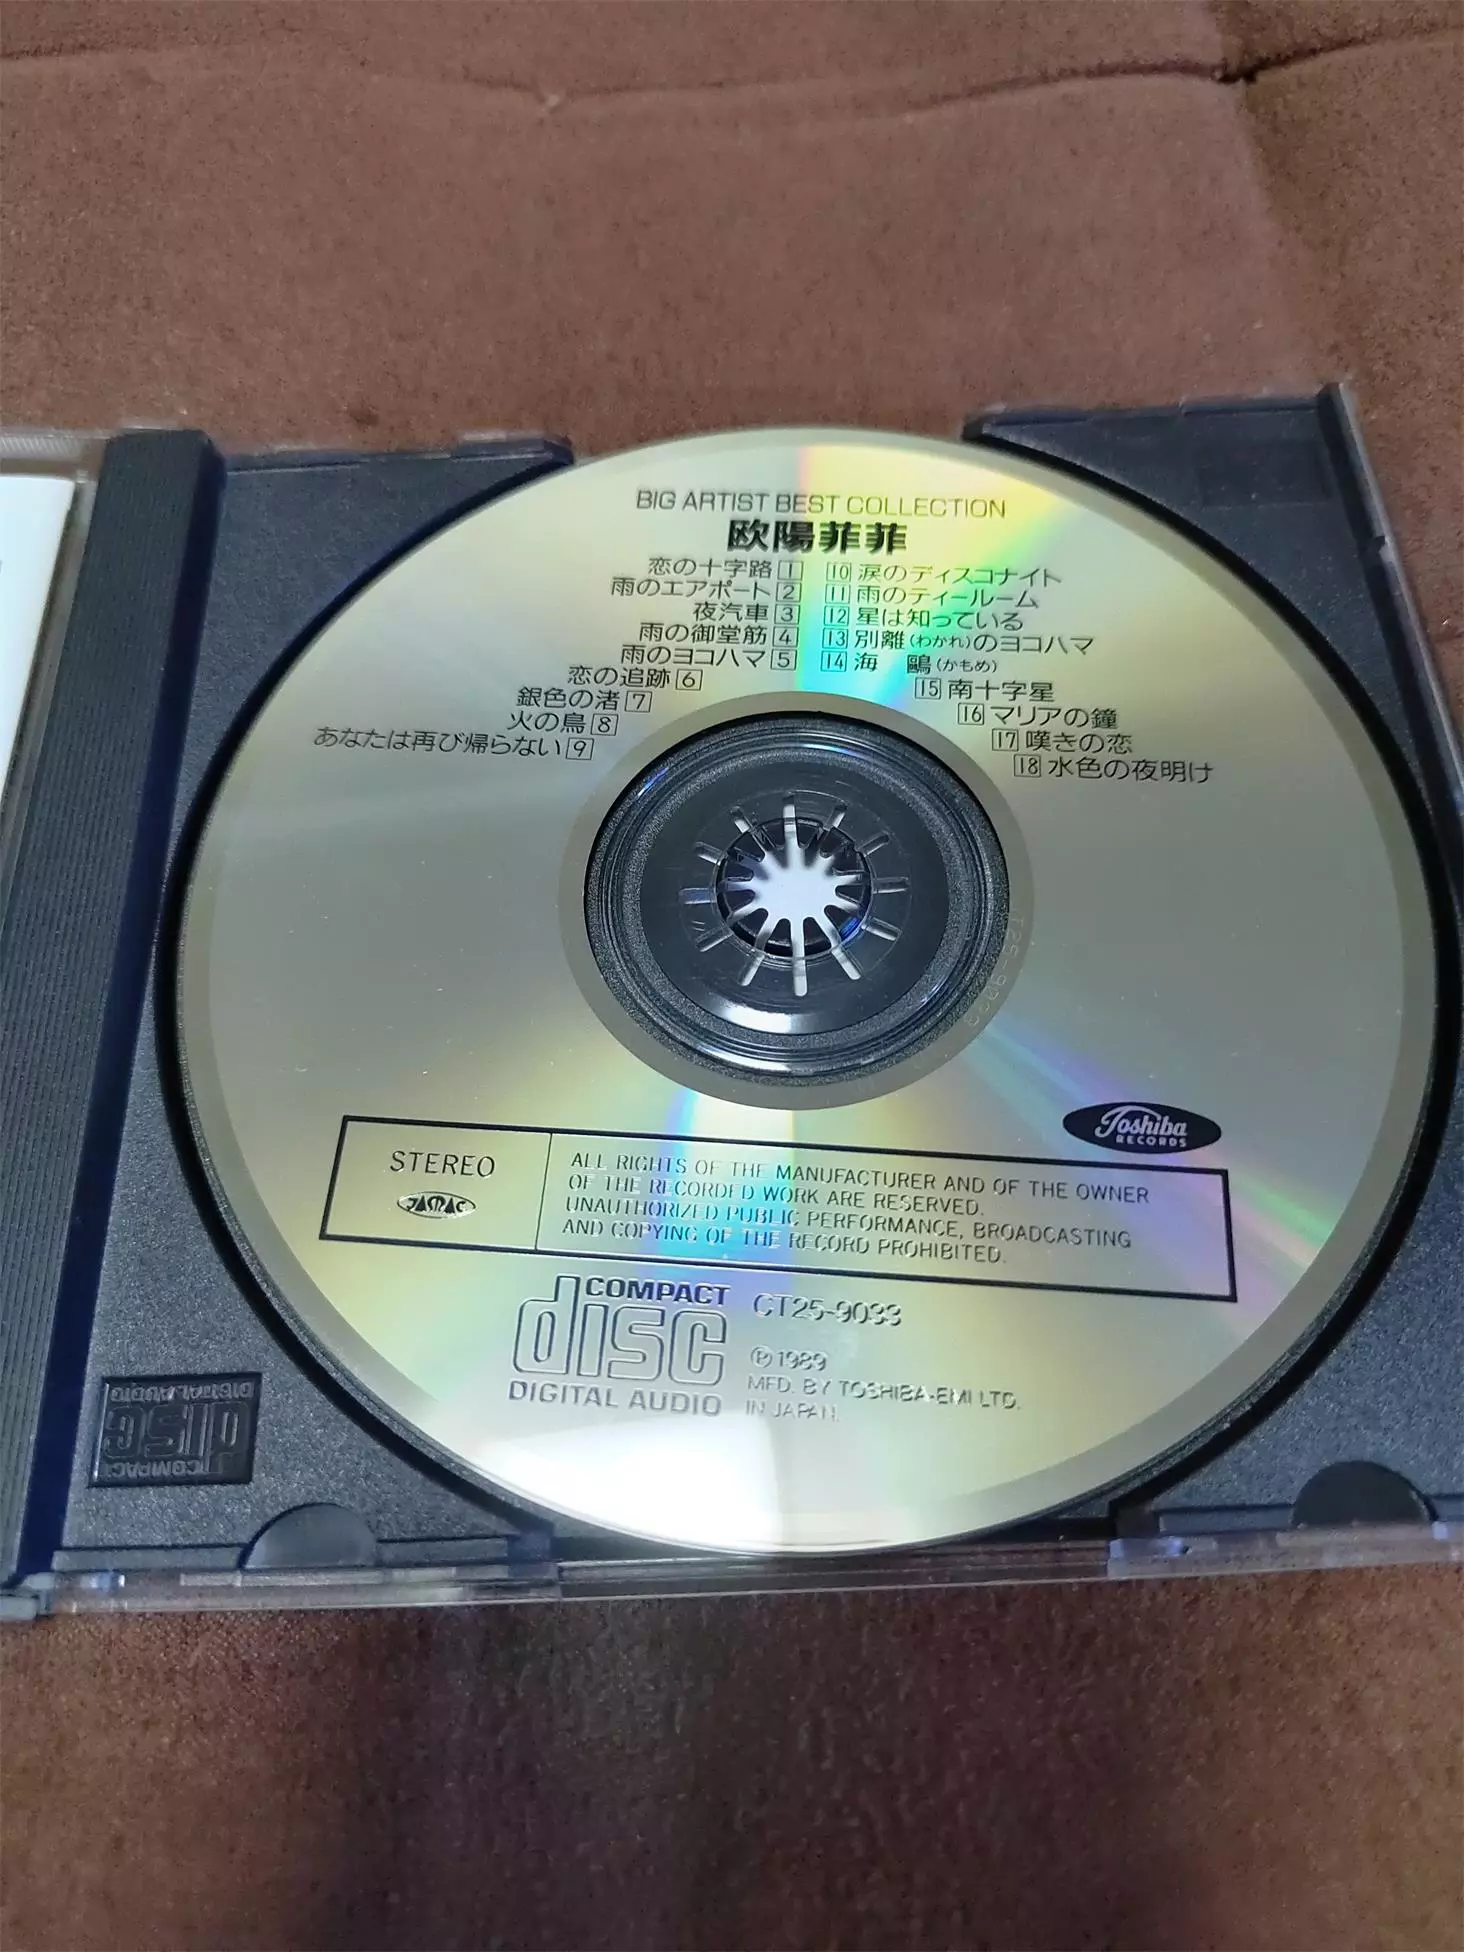 BIG ARTIST BEST COLLECTION
欧陽菲菲
恋の十字路 1
雨のエアポート 2
夜汽車 3
雨の御堂筋 4
雨のヨコハマ 5
恋の追跡 6
銀色の渚 7
火の鳥 8
あなたは再び帰らない 9
10 涙のディスコナイト
11 雨のティールーム
12 星は知っている
13 別離(わかれ)のヨコハマ
14 海 鷗(かもめ)
15 南十字星
16 マリアの鐘
17 嘆きの恋
18 水色の夜明け
Toshiba
RECORDS
STEREO
JASRAC
ALL RIGHTS OF THE MANUFACTURER AND OF THE OWNER
OF THE RECORDED WORK ARE RESERVED.
UNAUTHORIZED PUBLIC PERFORMANCE, BROADCASTING
AND COPYING OF THE RECORD PROHIBITED.
COMPACT
disc
DIGITAL AUDIO
CT25-9033
Ⓟ1989
MFD. BY TOSHIBA-EMI LTD.
IN JAPAN.
COMPACT
disc
DIGITAL AUDIO